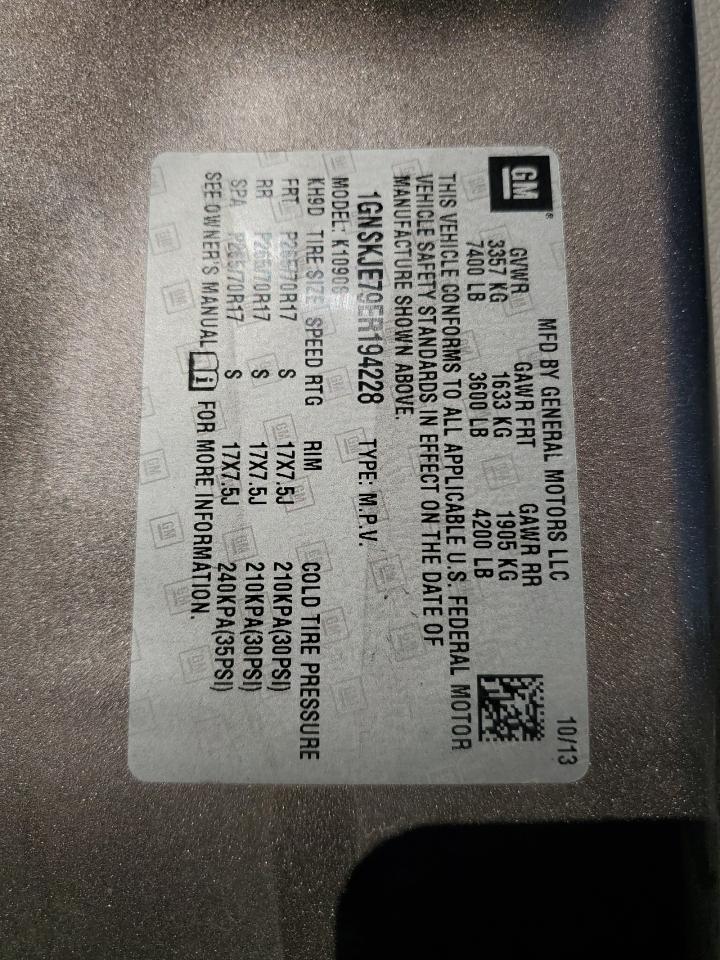 MFD BY GENERAL MOTORS LLC 10/13
GM®
GVWR GAWR FRT GAWR RR
3357 KG 1633 KG 1905 KG
7400 LB 3600 LB 4200 LB
THIS VEHICLE CONFORMS TO ALL APPLICABLE U.S. FEDERAL MOTOR
VEHICLE SAFETY STANDARDS IN EFFECT ON THE DATE OF
MANUFACTURE SHOWN ABOVE.
1GNSKJE79ER194228 TYPE: M.P.V.
MODEL: K10906
KH9D TIRE SIZE SPEED RTG RIM COLD TIRE PRESSURE
FRT P265/70R17 S 17X7.5J 210KPA(30PSI)
RR P265/70R17 S 17X7.5J 210KPA(30PSI)
SPA P265/70R17 S 17X7.5J 240KPA(35PSI)
SEE OWNER'S MANUAL FOR MORE INFORMATION.